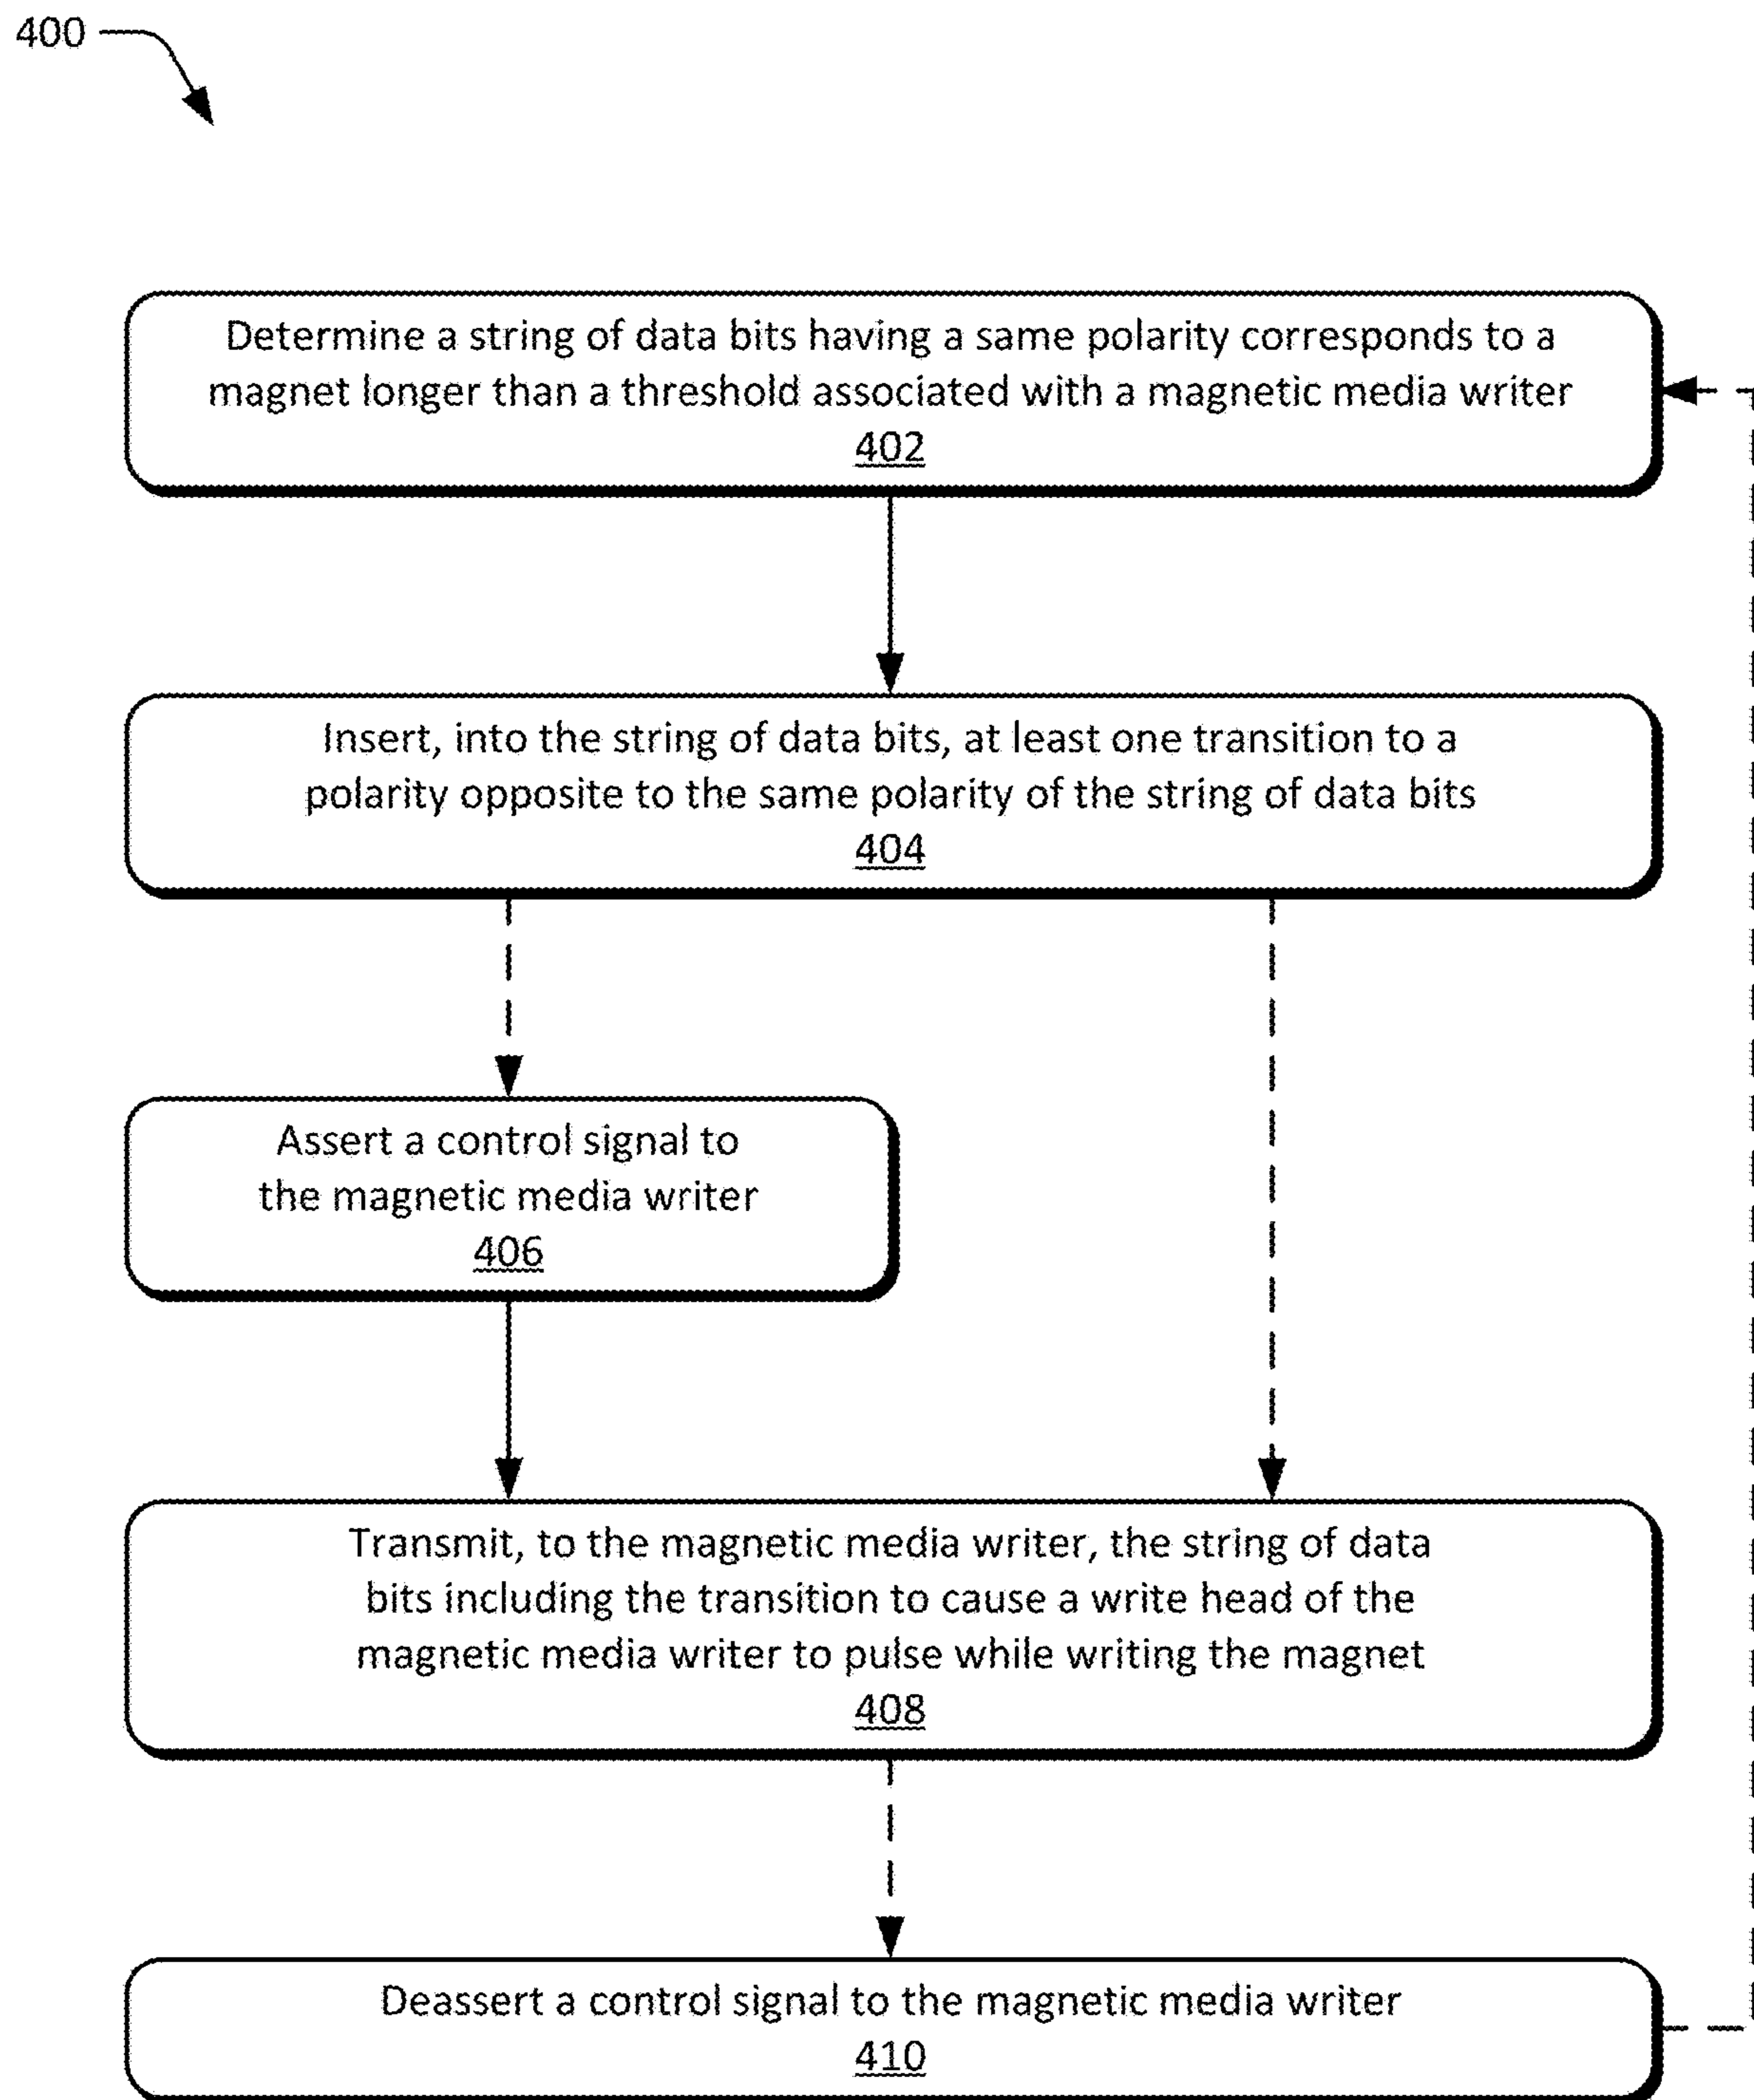 400
Determine a string of data bits having a same polarity corresponds to a
magnet longer than a threshold associated with a magnetic media writer
402
Insert, into the string of data bits, at least one transition to a
polarity opposite to the same polarity of the string of data bits
404
Assert a control signal to
the magnetic media writer
406
Transmit, to the magnetic media writer, the string of data
bits including the transition to cause a write head of the
magnetic media writer to pulse while writing the magnet
408
Deassert a control signal to the magnetic media writer
410